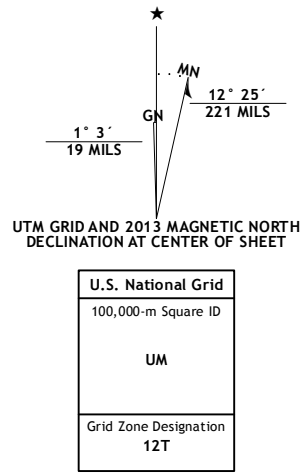 MN
GN
12° 25´
221 MILS
1° 3´
19 MILS
UTM GRID AND 2013 MAGNETIC NORTH
DECLINATION AT CENTER OF SHEET
U.S. National Grid
100,000-m Square ID
UM
Grid Zone Designation
12T